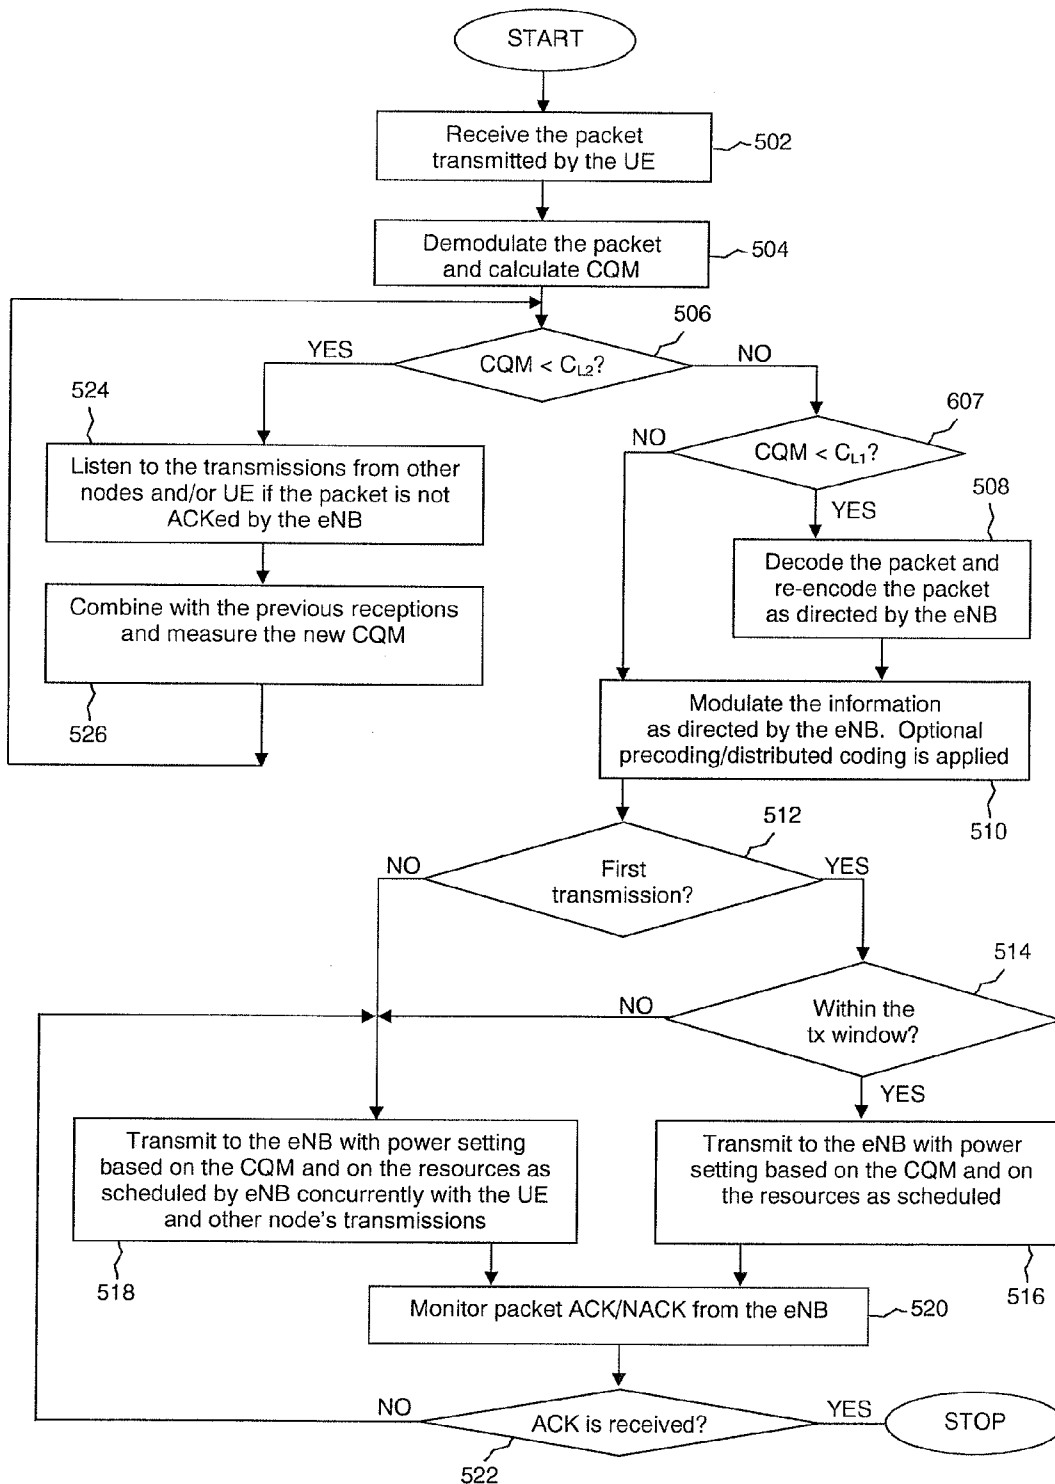 START
Receive the packet
transmitted by the UE
502
Demodulate the packet
and calculate CQM
504
506
YES
CQM < CL2?
NO
524
607
NO
CQM < CL1?
Listen to the transmissions from other
nodes and/or UE if the packet is not
ACKed by the eNB
YES
508
Decode the packet and
re-encode the packet
as directed by the eNB
Combine with the previous receptions
and measure the new CQM
526
Modulate the information
as directed by the eNB. Optional
precoding/distributed coding is applied
510
512
NO
First
transmission?
YES
514
NO
Within the
tx window?
YES
Transmit to the eNB with power setting
based on the CQM and on the resources as
scheduled by eNB concurrently with the UE
and other node's transmissions
518
Transmit to the eNB with power
setting based on the CQM and on
the resources as scheduled
516
Monitor packet ACK/NACK from the eNB
520
NO
ACK is received?
YES
STOP
522